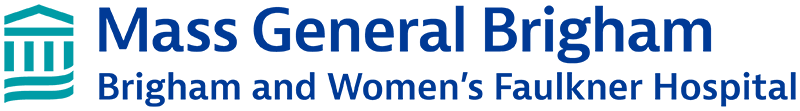 Mass General Brigham
Brigham and Women's Faulkner Hospital